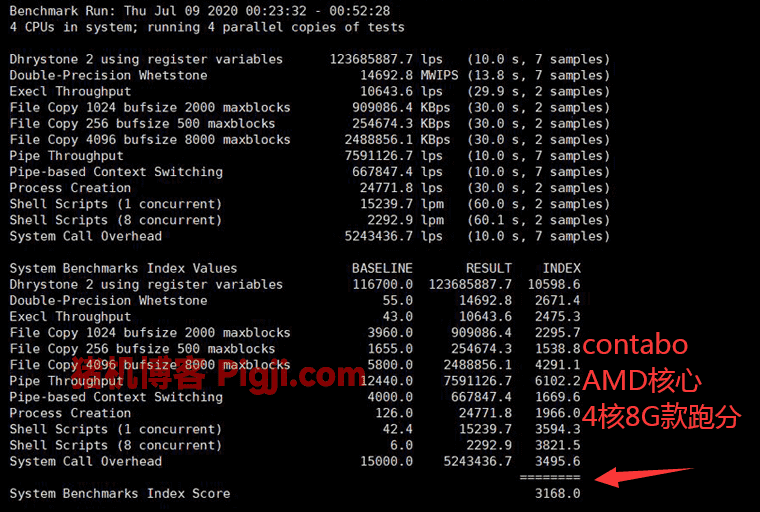 Benchmark Run: Thu Jul 09 2020 00:23:32 - 00:52:28
4 CPUs in system; running 4 parallel copies of tests
Dhrystone 2 using register variables 123685887.7 lps (10.0 s, 7 samples)
Double-Precision Whetstone 14692.8 MWIPS (13.8 s, 7 samples)
Execl Throughput 10643.6 lps (29.9 s, 2 samples)
File Copy 1024 bufsize 2000 maxblocks 909086.4 KBps (30.0 s, 2 samples)
File Copy 256 bufsize 500 maxblocks 254674.3 KBps (30.0 s, 2 samples)
File Copy 4096 bufsize 8000 maxblocks 2488856.1 KBps (30.0 s, 2 samples)
Pipe Throughput 7591126.7 lps (10.0 s, 7 samples)
Pipe-based Context Switching 667847.4 lps (10.0 s, 7 samples)
Process Creation 24771.8 lps (30.0 s, 2 samples)
Shell Scripts (1 concurrent) 15239.7 lpm (60.0 s, 2 samples)
Shell Scripts (8 concurrent) 2292.9 lpm (60.1 s, 2 samples)
System Call Overhead 5243436.7 lps (10.0 s, 7 samples)
System Benchmarks Index Values BASELINE RESULT INDEX
Dhrystone 2 using register variables 116700.0 123685887.7 10598.6
Double-Precision Whetstone 55.0 14692.8 2671.4
Execl Throughput 43.0 10643.6 2475.3
File Copy 1024 bufsize 2000 maxblocks 3960.0 909086.4 2295.7
File Copy 256 bufsize 500 maxblocks 1655.0 254674.3 1538.8
File Copy 4096 bufsize 8000 maxblocks 5800.0 2488856.1 4291.1
Pipe Throughput 12440.0 7591126.7 6102.2
Pipe-based Context Switching 4000.0 667847.4 1669.6
Process Creation 126.0 24771.8 1966.0
Shell Scripts (1 concurrent) 42.4 15239.7 3594.3
Shell Scripts (8 concurrent) 6.0 2292.9 3821.5
System Call Overhead 15000.0 5243436.7 3495.6
========
System Benchmarks Index Score 3168.0
猪机博客 Pigji.com
contabo
AMD核心
4核8G款跑分